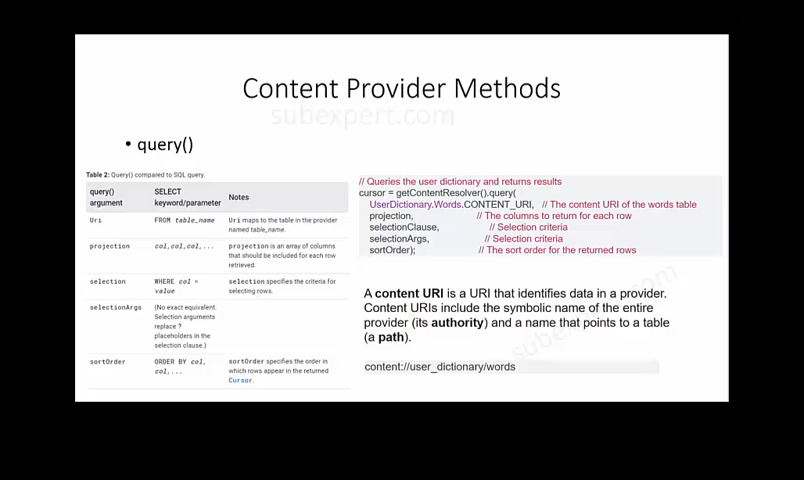 Content Provider Methods
subexpert.com
• query()
Table 2: Query() compared to SQL query.
query() argument SELECT keyword/parameter Notes
Uri FROM table_name Uri maps to the table in the provider named table_name.
projection col,col,col,... projection is an array of columns that should be included for each row retrieved.
selection WHERE col = value selection specifies the criteria for selecting rows.
selectionArgs (No exact equivalent. Selection arguments replace ? placeholders in the selection clause.)
sortOrder ORDER BY col, col,... sortOrder specifies the order in which rows appear in the returned Cursor.
// Queries the user dictionary and returns results
cursor = getContentResolver().query(
UserDictionary.Words.CONTENT_URI, // The content URI of the words table
projection, // The columns to return for each row
selectionClause, // Selection criteria
selectionArgs, // Selection criteria
sortOrder); // The sort order for the returned rows
A content URI is a URI that identifies data in a provider.
Content URIs include the symbolic name of the entire
provider (its authority) and a name that points to a table
(a path).
subexpert.com
content://user_dictionary/words